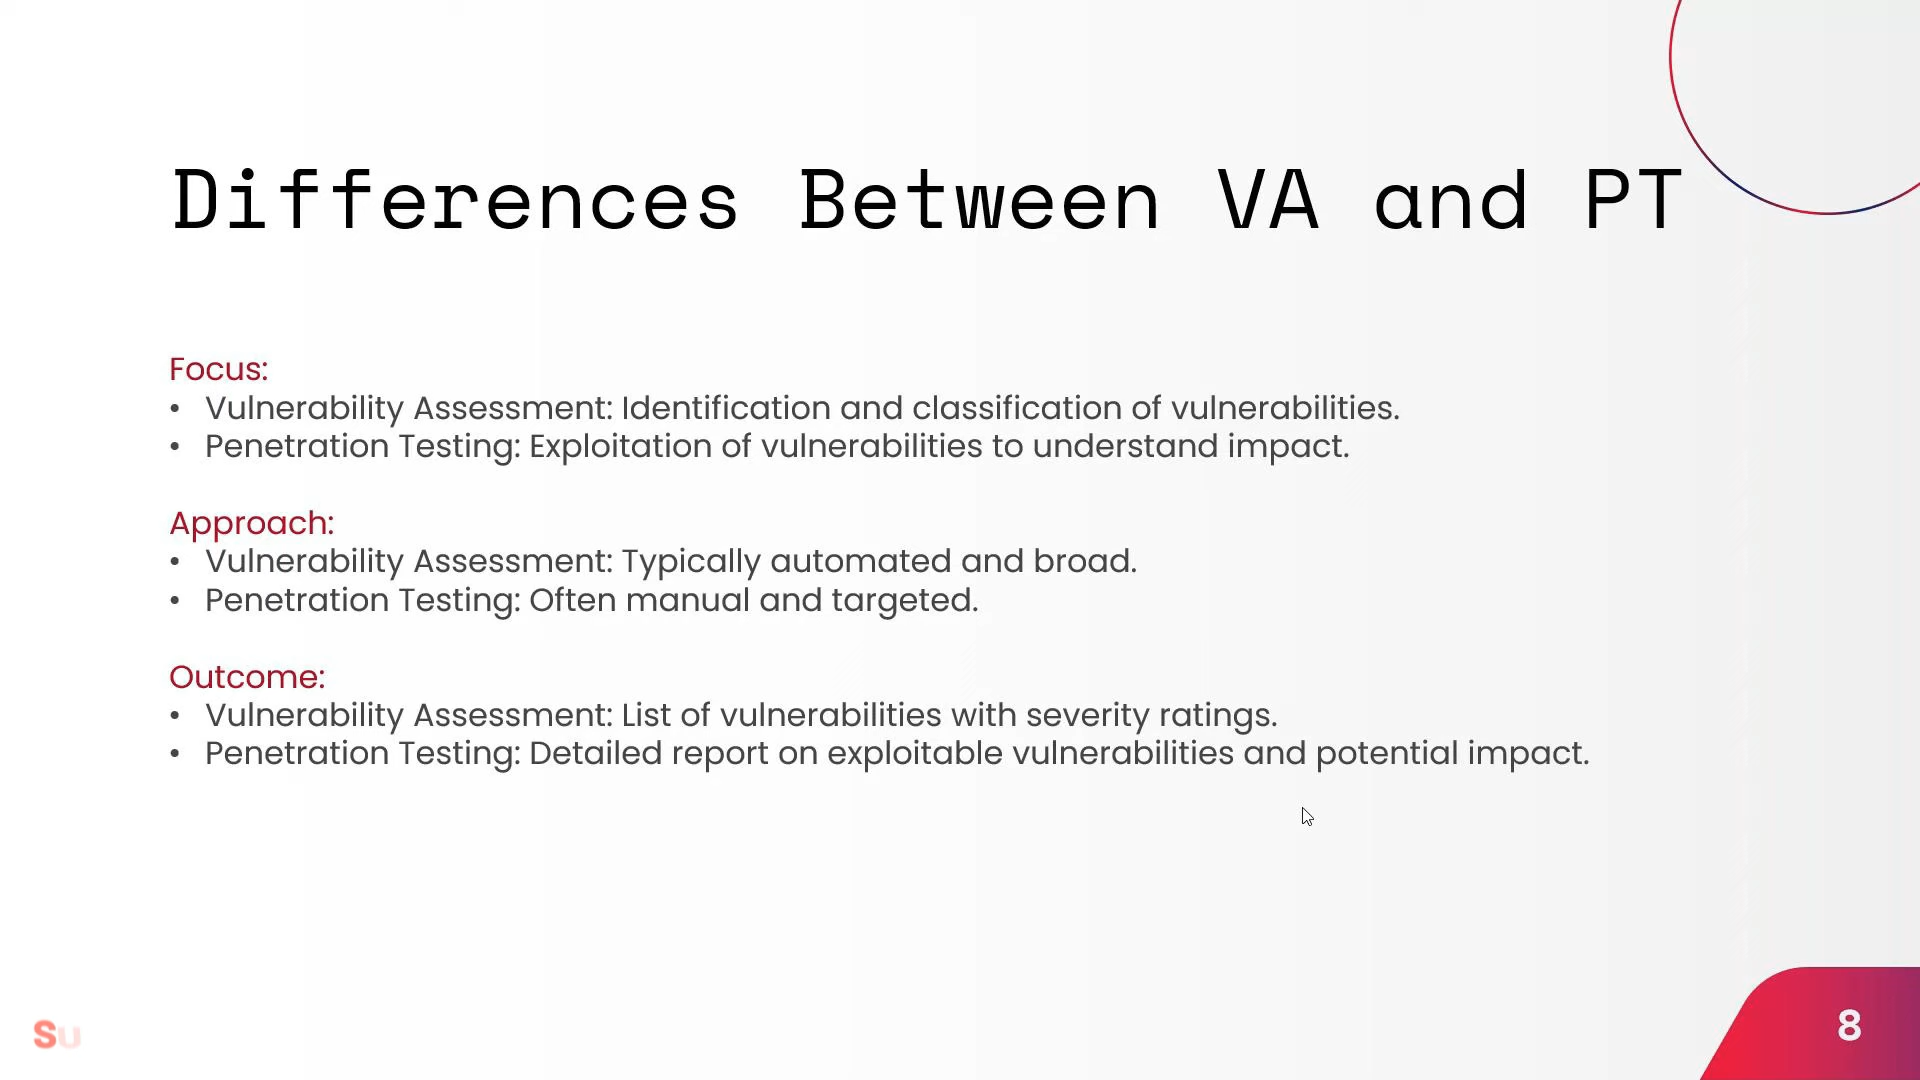 Differences Between VA and PT
Focus:
• Vulnerability Assessment: Identification and classification of vulnerabilities.
• Penetration Testing: Exploitation of vulnerabilities to understand impact.
Approach:
• Vulnerability Assessment: Typically automated and broad.
• Penetration Testing: Often manual and targeted.
Outcome:
• Vulnerability Assessment: List of vulnerabilities with severity ratings.
• Penetration Testing: Detailed report on exploitable vulnerabilities and potential impact.
Su
8